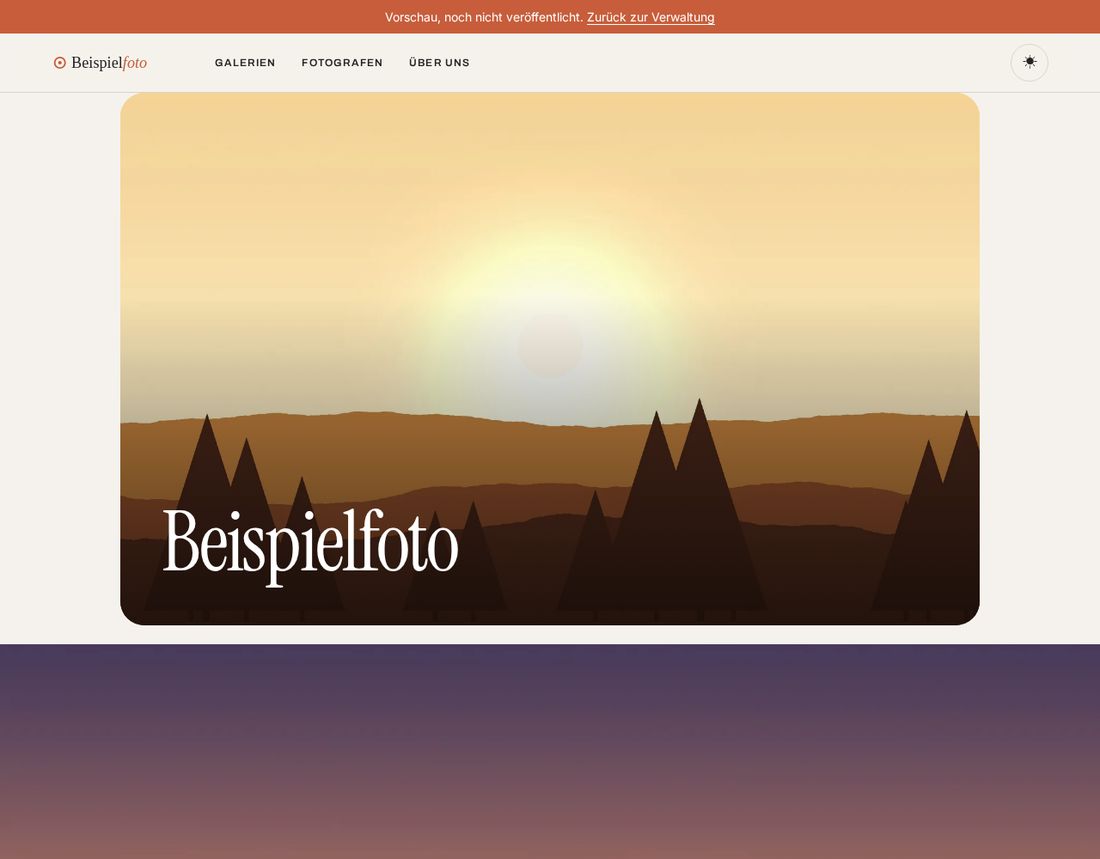 Vorschau, noch nicht veröffentlicht. Zurück zur Verwaltung
Beispielfoto
GALERIEN
FOTOGRAFEN
ÜBER UNS
Beispielfoto